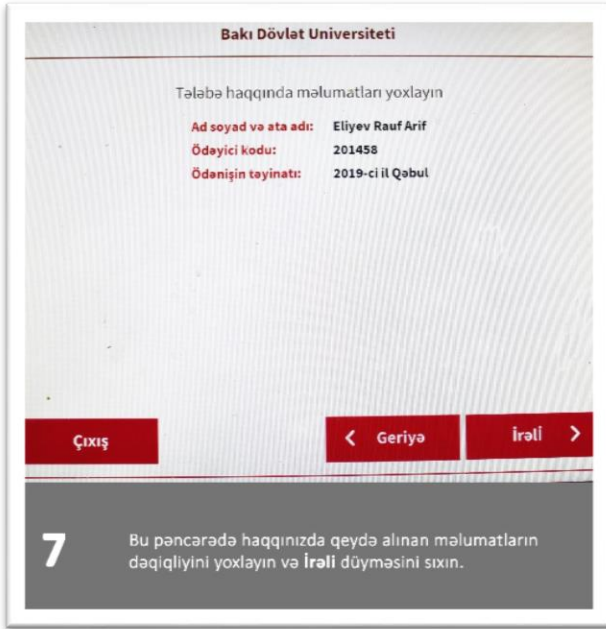 Bakı Dövlət Universiteti
Tələbə haqqında məlumatları yoxlayın
Ad soyad və ata adı: Eliyev Rauf Arif
Ödəyici kodu: 201458
Ödənişin təyinatı: 2019-ci il Qəbul
Çıxış
Geriyə
İrəli
7
Bu pəncərədə haqqınızda qeydə alınan məlumatların
dəqiqliyini yoxlayın və İrəli düyməsini sıxın.